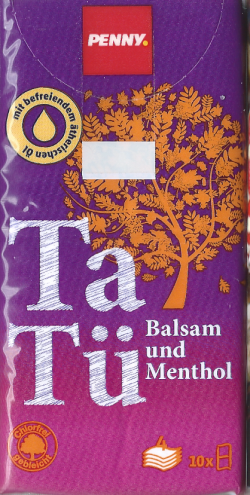 PENNY.
mit befreiendem ätherischen Öl
Ta
Tü
Balsam
und
Menthol
Chlorfrei
gebleicht
10x